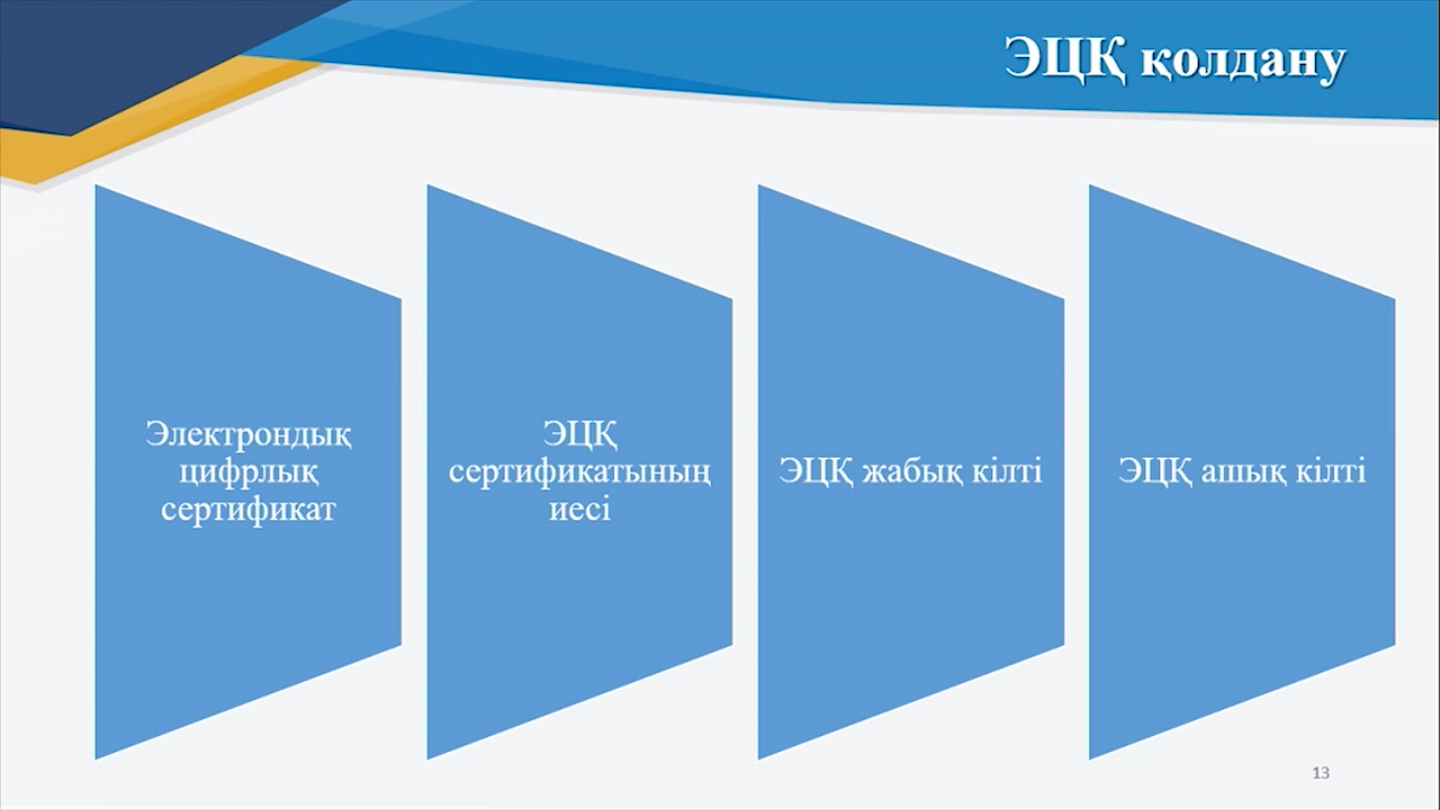 ЭЦҚ қолдану
Электрондық
цифрлық
сертификат
ЭЦҚ
сертификатының
иесі
ЭЦҚ жабық кілті
ЭЦҚ ашық кілті
13